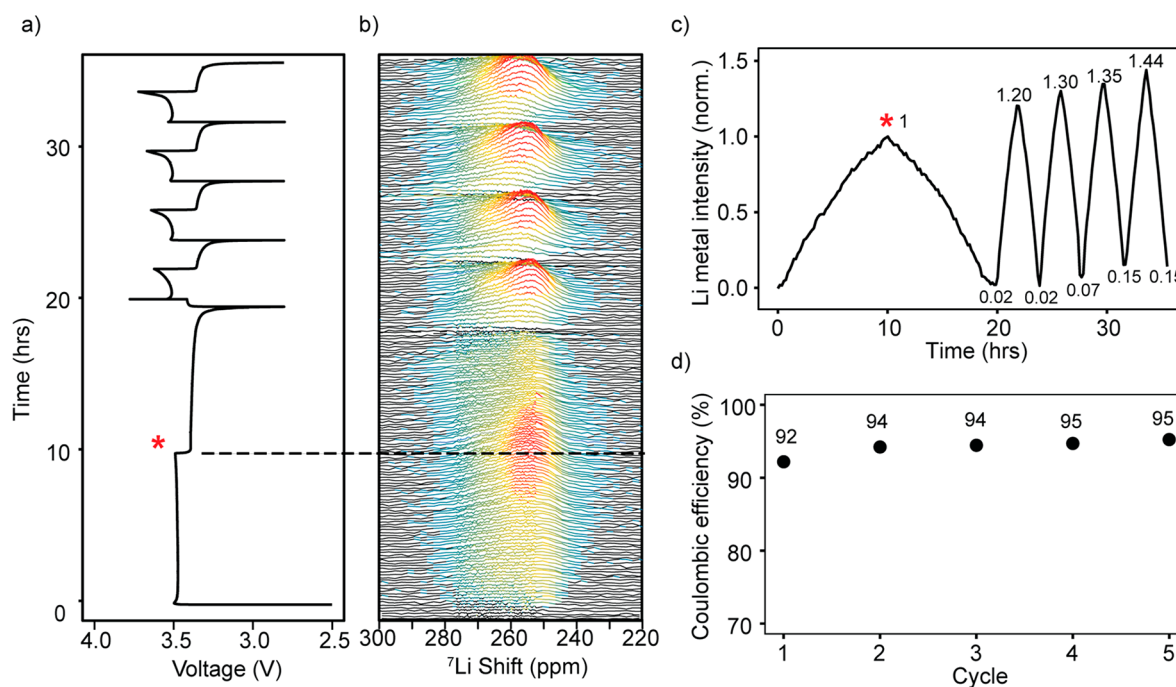 a)
b)
c)
d)
Time (hrs)
30
20
10
0
*
4.0 3.5 3.0 2.5
Voltage (V)
300 280 260 240 220
⁷Li Shift (ppm)
Li metal intensity (norm.)
1.5
1.0
0.5
0.0
* 1
1.20
1.30
1.35
1.44
0.02
0.02
0.07
0.15
0.15
0 10 20 30
Time (hrs)
Coulombic efficiency (%)
100
90
80
70
92
94
94
95
95
1 2 3 4 5
Cycle